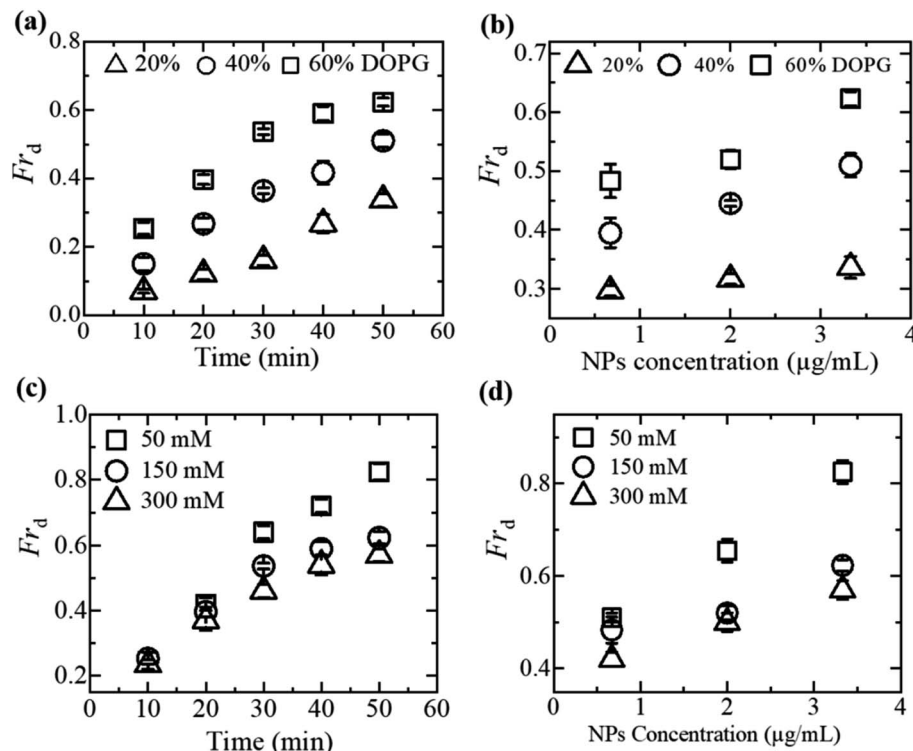 (a)
0.8
0.6
0.4
0.2
0.0
20% 40% 60% DOPG
Fr_d
0 10 20 30 40 50 60
Time (min)
(b)
0.7
0.6
0.5
0.4
0.3
20% 40% 60% DOPG
Fr_d
0 1 2 3 4
NPs concentration (µg/mL)
(c)
1.0
0.8
0.6
0.4
0.2
50 mM
150 mM
300 mM
Fr_d
0 10 20 30 40 50 60
Time (min)
(d)
0.8
0.6
0.4
50 mM
150 mM
300 mM
Fr_d
0 1 2 3 4
NPs Concentration (µg/mL)